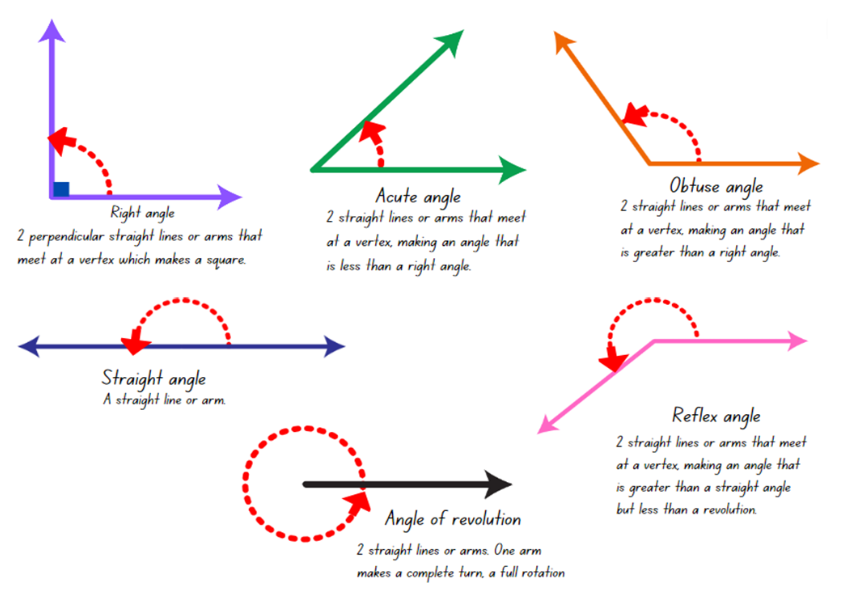 Right angle
2 perpendicular straight lines or arms that
meet at a vertex which makes a square.
Acute angle
2 straight lines or arms that meet
at a vertex, making an angle that
is less than a right angle.
Obtuse angle
2 straight lines or arms that meet
at a vertex, making an angle that
is greater than a right angle.
Straight angle
A straight line or arm.
Reflex angle
2 straight lines or arms that meet
at a vertex, making an angle that
is greater than a straight angle
but less than a revolution.
Angle of revolution
2 straight lines or arms. One arm
makes a complete turn, a full rotation